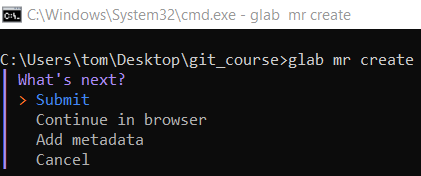 C:\Windows\System32\cmd.exe - glab  mr create
C:\Users\tom\Desktop\git_course>glab mr create
What's next?
> Submit
Continue in browser
Add metadata
Cancel